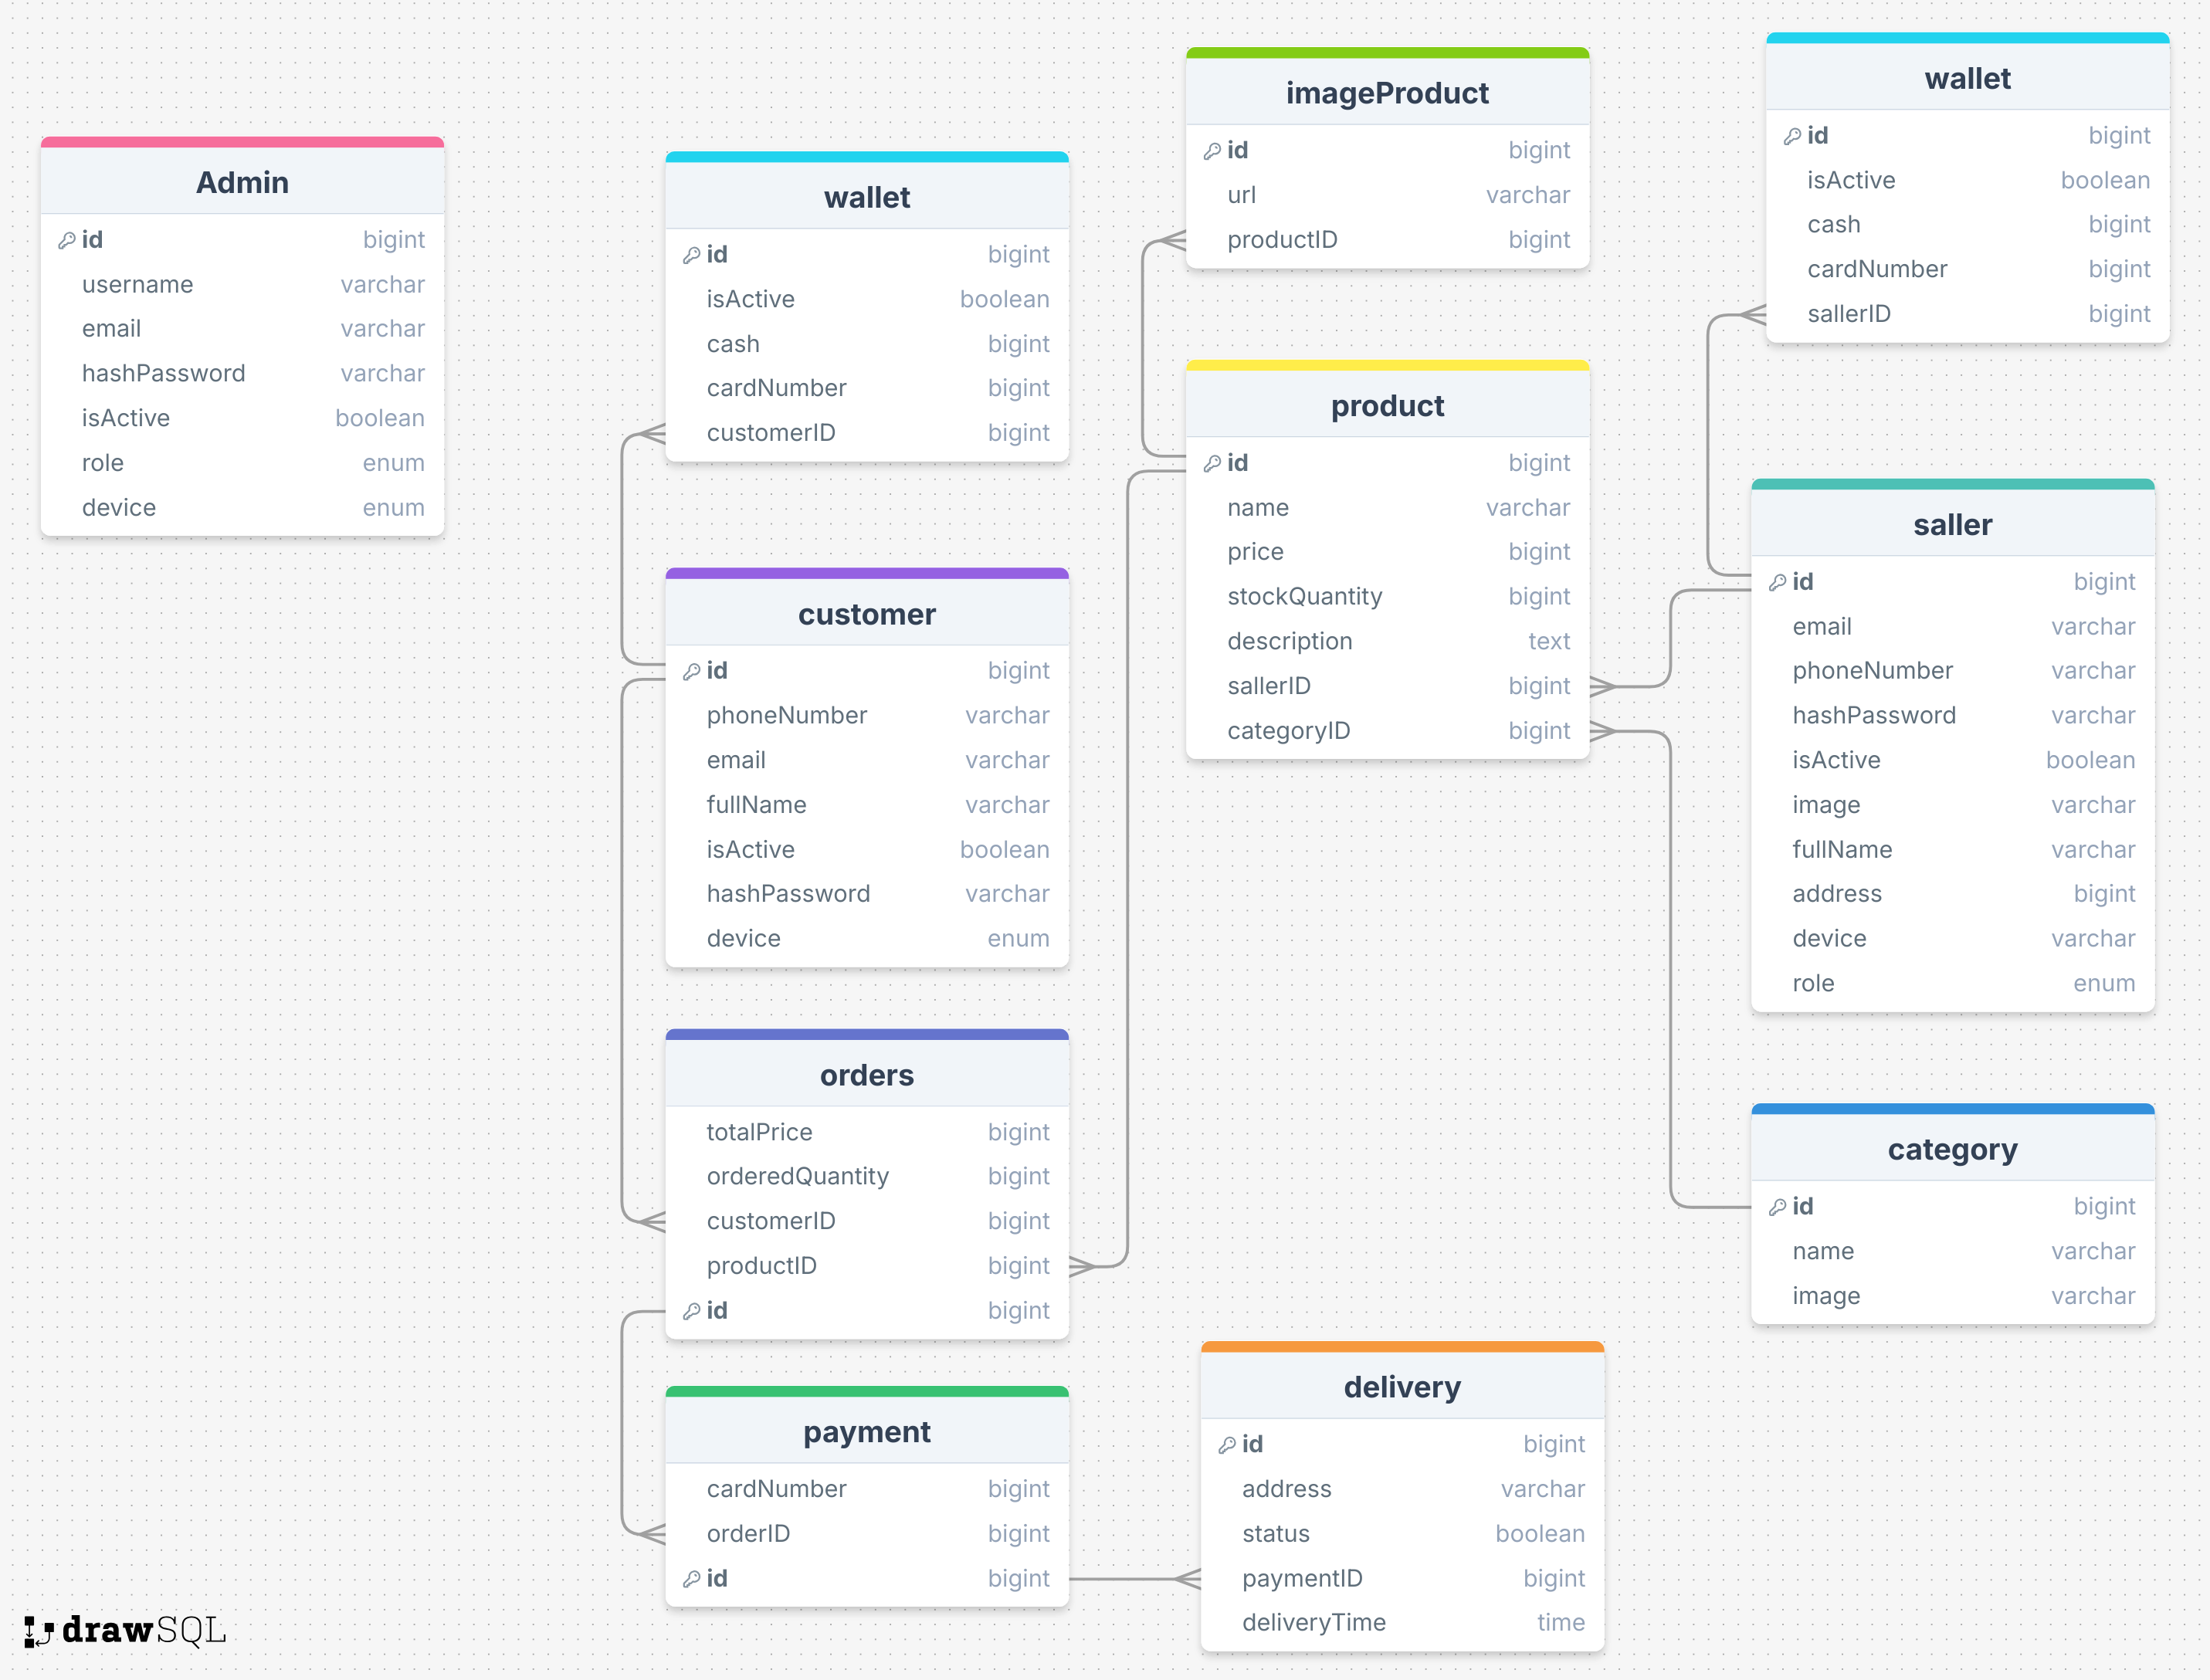 Admin
id bigint
username varchar
email varchar
hashPassword varchar
isActive boolean
role enum
device enum
wallet
id bigint
isActive boolean
cash bigint
cardNumber bigint
customerID bigint
customer
id bigint
phoneNumber varchar
email varchar
fullName varchar
isActive boolean
hashPassword varchar
device enum
orders
totalPrice bigint
orderedQuantity bigint
customerID bigint
productID bigint
id bigint
payment
cardNumber bigint
orderID bigint
id bigint
imageProduct
id bigint
url varchar
productID bigint
product
id bigint
name varchar
price bigint
stockQuantity bigint
description text
sallerID bigint
categoryID bigint
delivery
id bigint
address varchar
status boolean
paymentID bigint
deliveryTime time
wallet
id bigint
isActive boolean
cash bigint
cardNumber bigint
sallerID bigint
saller
id bigint
email varchar
phoneNumber varchar
hashPassword varchar
isActive boolean
image varchar
fullName varchar
address bigint
device varchar
role enum
category
id bigint
name varchar
image varchar
drawSQL